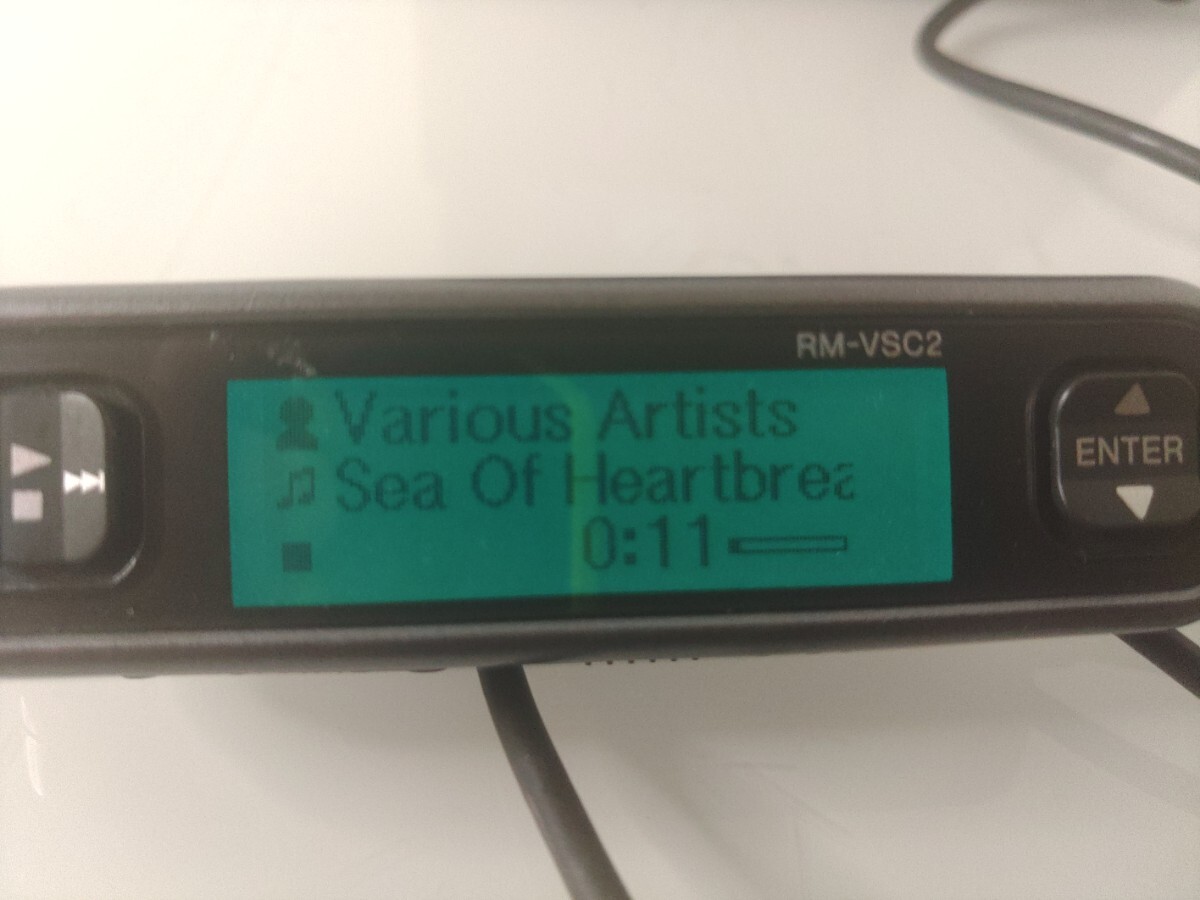 RM-VSC2
Various Artists
Sea Of Heartbrea
0:11
ENTER